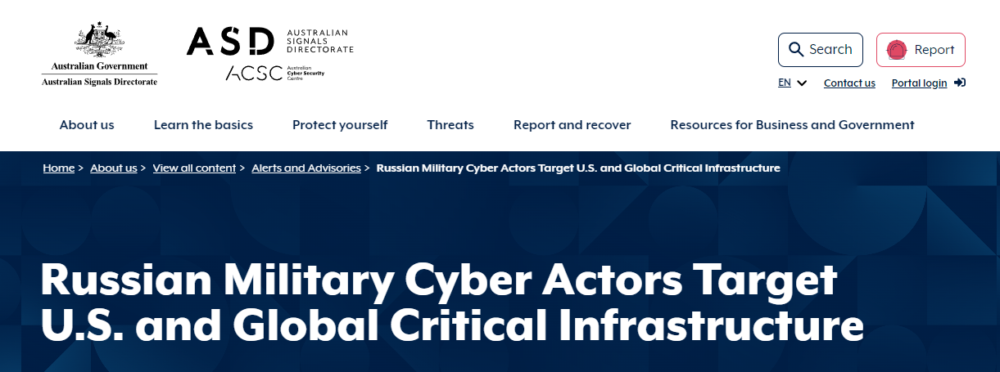 Australian Government
Australian Signals Directorate
ASD
AUSTRALIAN
SIGNALS
DIRECTORATE
ACSC
Australian
Cyber Security
Centre
Search
Report
EN
Contact us
Portal login
About us
Learn the basics
Protect yourself
Threats
Report and recover
Resources for Business and Government
Home > About us > View all content > Alerts and Advisories > Russian Military Cyber Actors Target U.S. and Global Critical Infrastructure
Russian Military Cyber Actors Target
U.S. and Global Critical Infrastructure